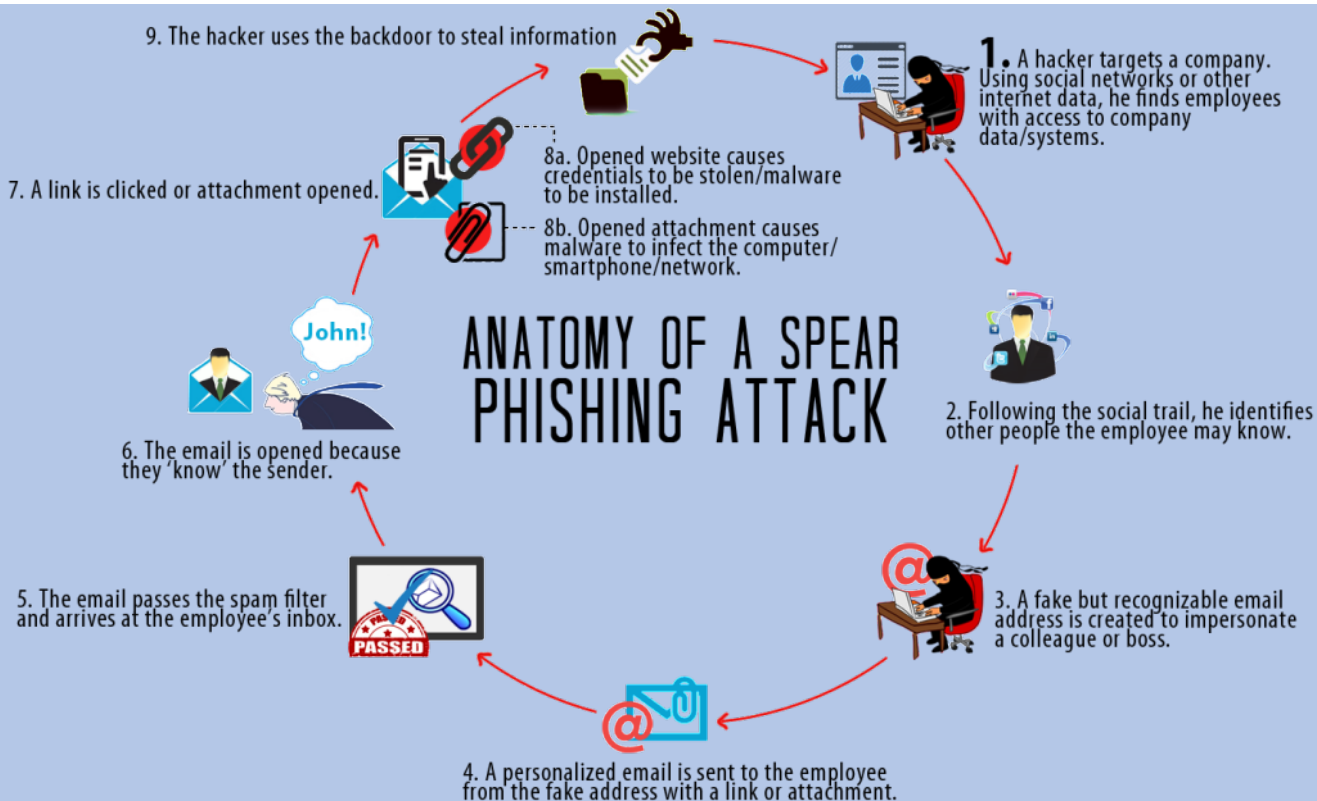 9. The hacker uses the backdoor to steal information
1. A hacker targets a company.
Using social networks or other
internet data, he finds employees
with access to company
data/systems.
8a. Opened website causes
credentials to be stolen/malware
to be installed.
7. A link is clicked or attachment opened.
8b. Opened attachment causes
malware to infect the computer/
smartphone/network.
John!
ANATOMY OF A SPEAR
PHISHING ATTACK
2. Following the social trail, he identifies
other people the employee may know.
6. The email is opened because
they ‘know’ the sender.
@
3. A fake but recognizable email
address is created to impersonate
a colleague or boss.
5. The email passes the spam filter
and arrives at the employee’s inbox.
PASSED
@
4. A personalized email is sent to the employee
from the fake address with a link or attachment.